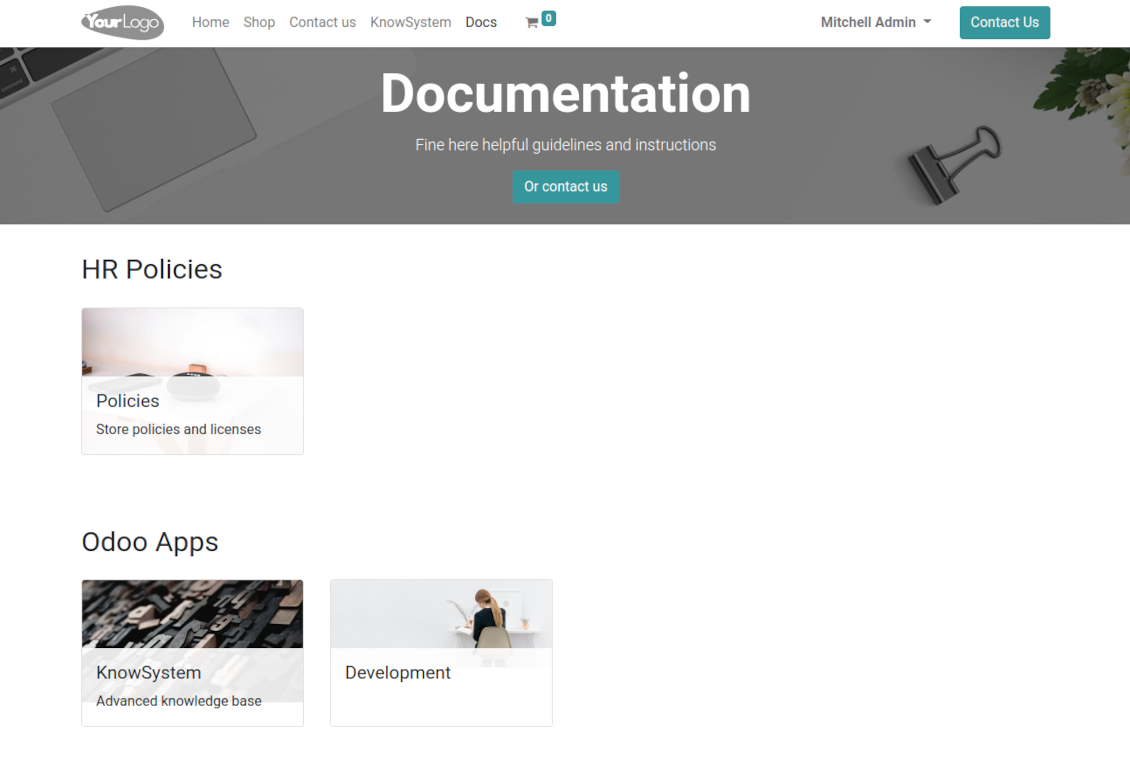 YourLogo
Home Shop Contact us KnowSystem Docs 0 Mitchell Admin Contact Us
Documentation
Fine here helpful guidelines and instructions
Or contact us
HR Policies
Policies
Store policies and licenses
Odoo Apps
KnowSystem
Advanced knowledge base
Development